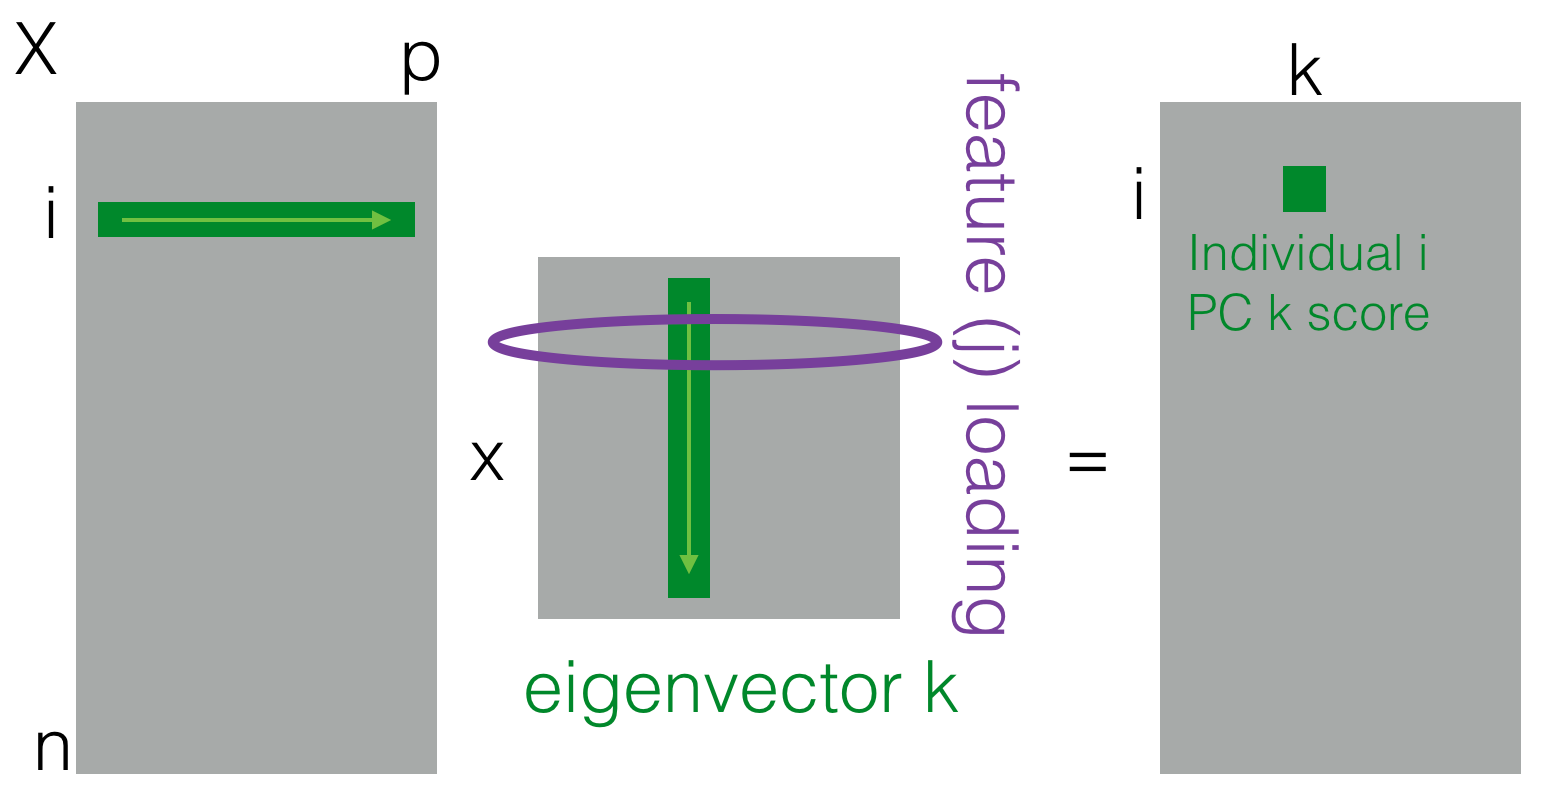 X
p
i
n
x
eigenvector k
feature (j) loading
=
k
i
Individual i
PC k score